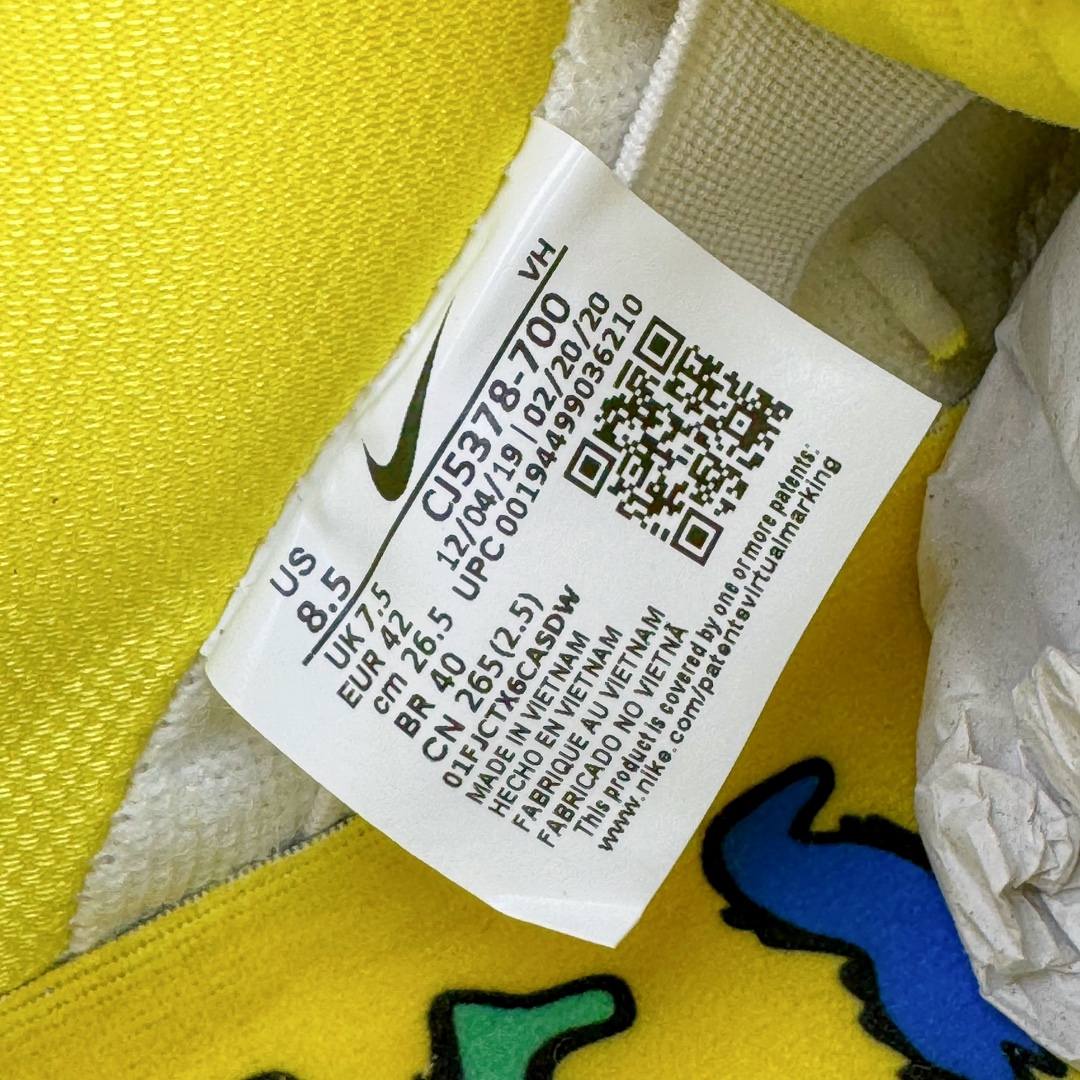 US
8.5
VH
UK 7.5
EUR 42
cm 26.5
BR 40
CN 265(2.5)
CJ5378-700
12/04/19 | 02/20/20
UPC 00194499036210
01FJCTX6CASDW
MADE IN VIETNAM
HECHO EN VIETNAM
FABRIQUE AU VIETNAM
FABRICADO NO VIETNÃ
This product is covered by one or more patents:
www.nike.com/patentsvirtualmarking